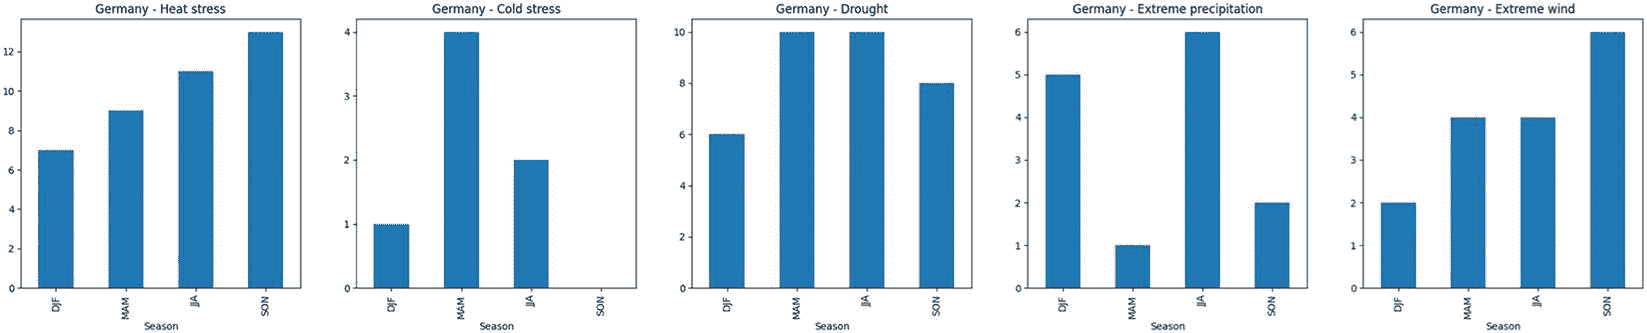 Germany - Heat stress
12
10
8
6
4
2
0
DJF
MAM
JJA
SON
Season
Germany - Cold stress
4
3
2
1
0
DJF
MAM
JJA
SON
Season
Germany - Drought
10
8
6
4
2
0
DJF
MAM
JJA
SON
Season
Germany - Extreme precipitation
6
5
4
3
2
1
0
DJF
MAM
JJA
SON
Season
Germany - Extreme wind
6
5
4
3
2
1
0
DJF
MAM
JJA
SON
Season